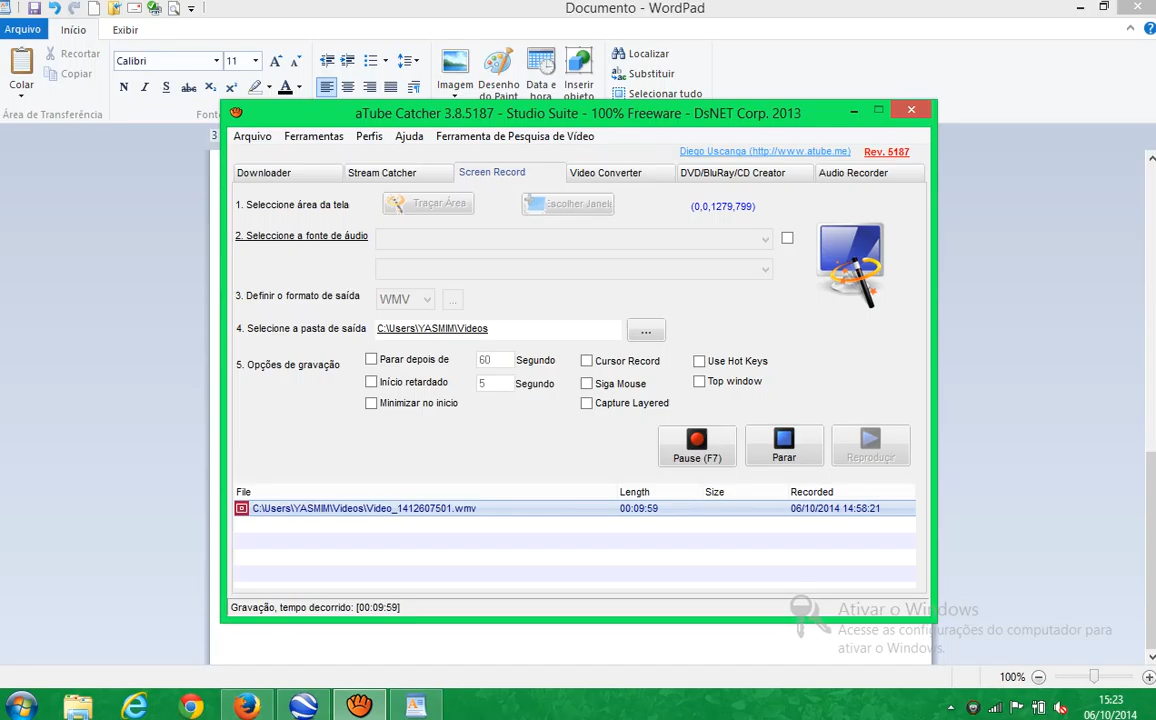 Documento - WordPad
Arquivo Início Exibir
Colar Recortar Copiar Calibri 11 Imagem Desenho do Paint Data e hora Inserir objeto Localizar Substituir Selecionar tudo
N I S abc X₂ X² A
Área de Transferência Fonte
3
aTube Catcher 3.8.5187 - Studio Suite - 100% Freeware - DsNET Corp. 2013
Arquivo Ferramentas Perfis Ajuda Ferramenta de Pesquisa de Vídeo
Diego Uscanga (http://www.atube.me) Rev. 5187
Downloader Stream Catcher Screen Record Video Converter DVD/BluRay/CD Creator Audio Recorder
1. Seleccione área da tela Traçar Área Escolher Janela (0,0,1279,799)
2. Seleccione a fonte de áudio
3. Definir o formato de saída WMV ...
4. Selecione a pasta de saída C:\Users\YASMIM\Videos ...
5. Opções de gravação
Parar depois de 60 Segundo Cursor Record Use Hot Keys
Início retardado 5 Segundo Siga Mouse Top window
Minimizar no inicio Capture Layered
Pause (F7) Parar Reproduçir
File Length Size Recorded
C:\Users\YASMIM\Videos\Video_1412607501.wmv 00:09:59 06/10/2014 14:58:21
Gravação, tempo decorrido: [00:09:59]
Ativar o Windows
Acesse as configurações do computador para
ativar o Windows.
100%
15:23
06/10/2014